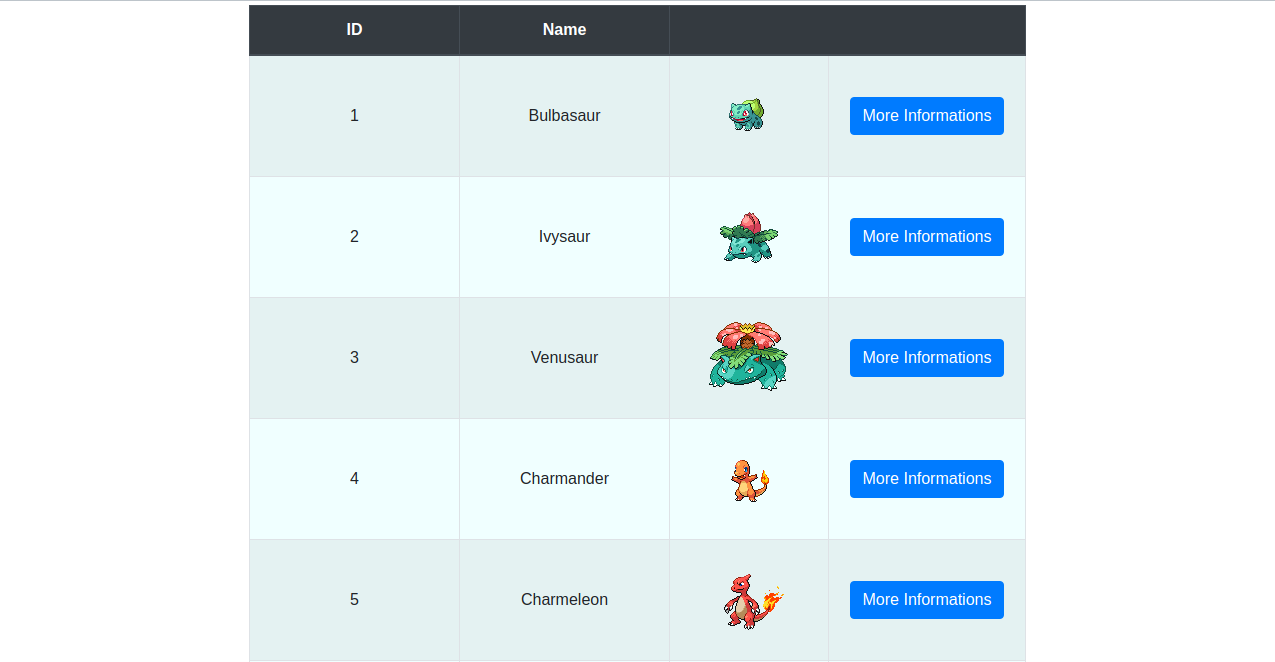 ID Name
1 Bulbasaur More Informations
2 Ivysaur More Informations
3 Venusaur More Informations
4 Charmander More Informations
5 Charmeleon More Informations